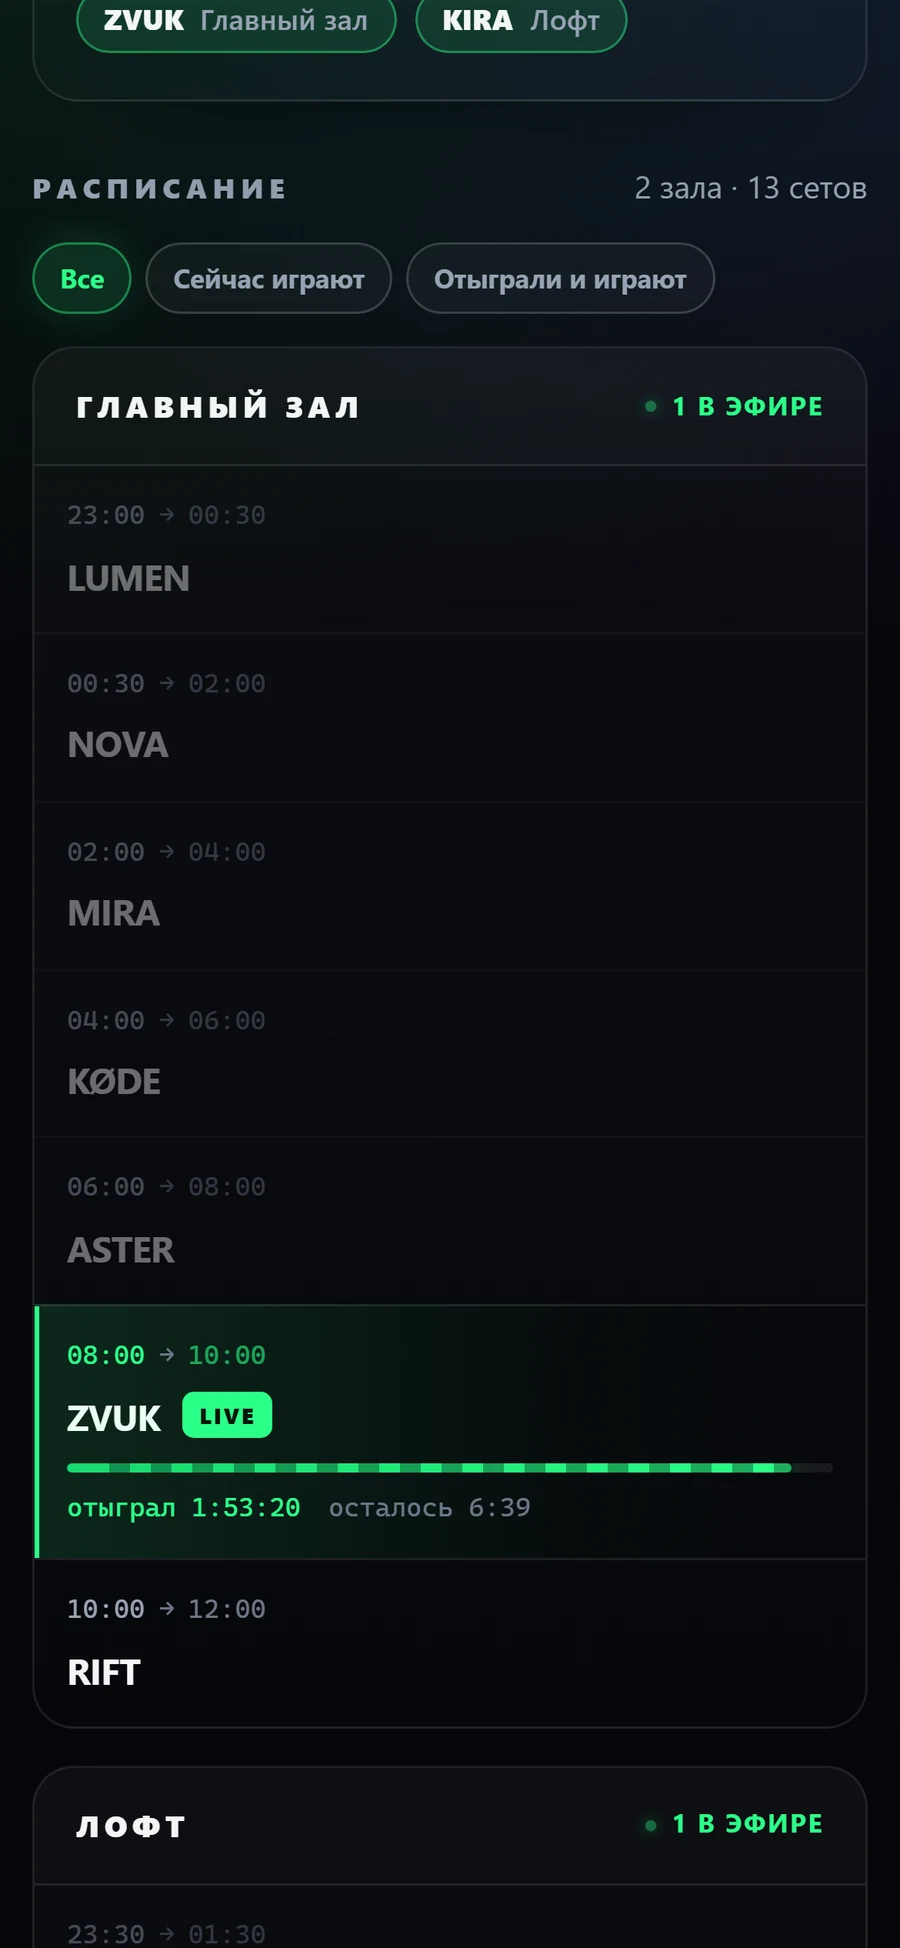 ZVUK Главный зал KIRA Лофт
РАСПИСАНИЕ 2 зала · 13 сетов
Все Сейчас играют Отыграли и играют
ГЛАВНЫЙ ЗАЛ 1 В ЭФИРЕ
23:00 → 00:30
LUMEN
00:30 → 02:00
NOVA
02:00 → 04:00
MIRA
04:00 → 06:00
KØDE
06:00 → 08:00
ASTER
08:00 → 10:00
ZVUK LIVE
отыграл 1:53:20 осталось 6:39
10:00 → 12:00
RIFT
ЛОФТ 1 В ЭФИРЕ
23:30 → 01:30